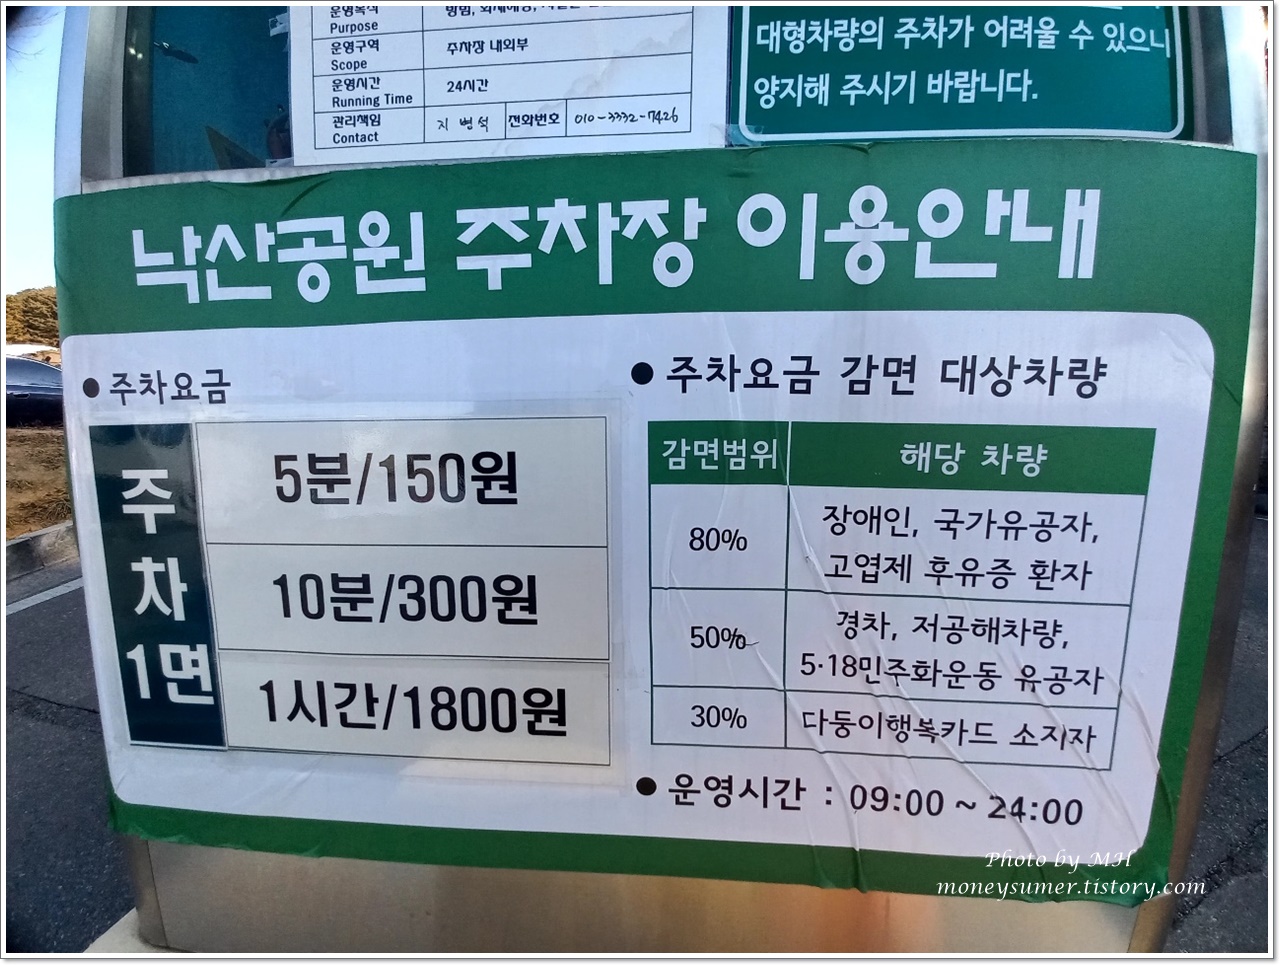 운영목적
Purpose
운영구역
Scope
주차장 내외부
운영시간
Running Time
24시간
관리책임
Contact
지병석
전화번호
010-3332-7426
대형차량의 주차가 어려울 수 있으니
양지해 주시기 바랍니다.
낙산공원 주차장 이용안내
● 주차요금
주차1면
5분/150원
10분/300원
1시간/1800원
● 주차요금 감면 대상차량
감면범위 해당 차량
80% 장애인, 국가유공자,
고엽제 후유증 환자
50% 경차, 저공해차량,
5·18민주화운동 유공자
30% 다둥이행복카드 소지자
● 운영시간 : 09:00 ~ 24:00
Photo by MH
moneysumer.tistory.com